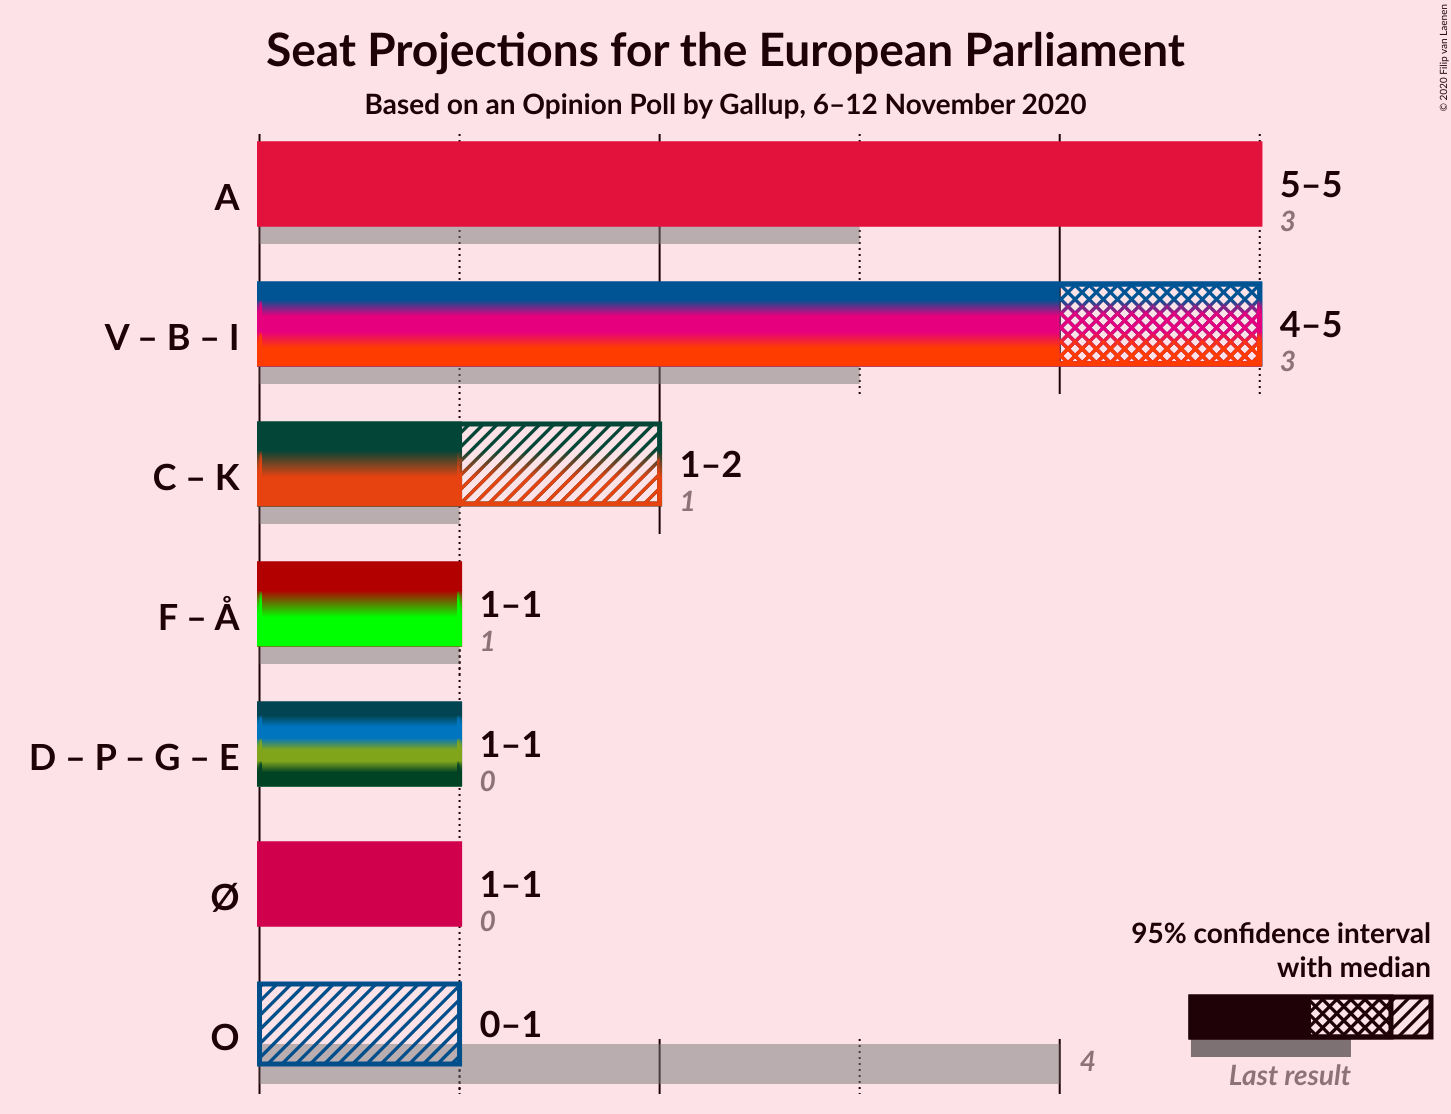 Seat Projections for the European Parliament
Based on an Opinion Poll by Gallup, 6–12 November 2020
© 2020 Filip van Laenen
A
5–5
3
V – B – I
4–5
3
C – K
1–2
1
F – Å
1–1
1
D – P – G – E
1–1
0
Ø
1–1
0
O
0–1
4
95% confidence interval
with median
Last result